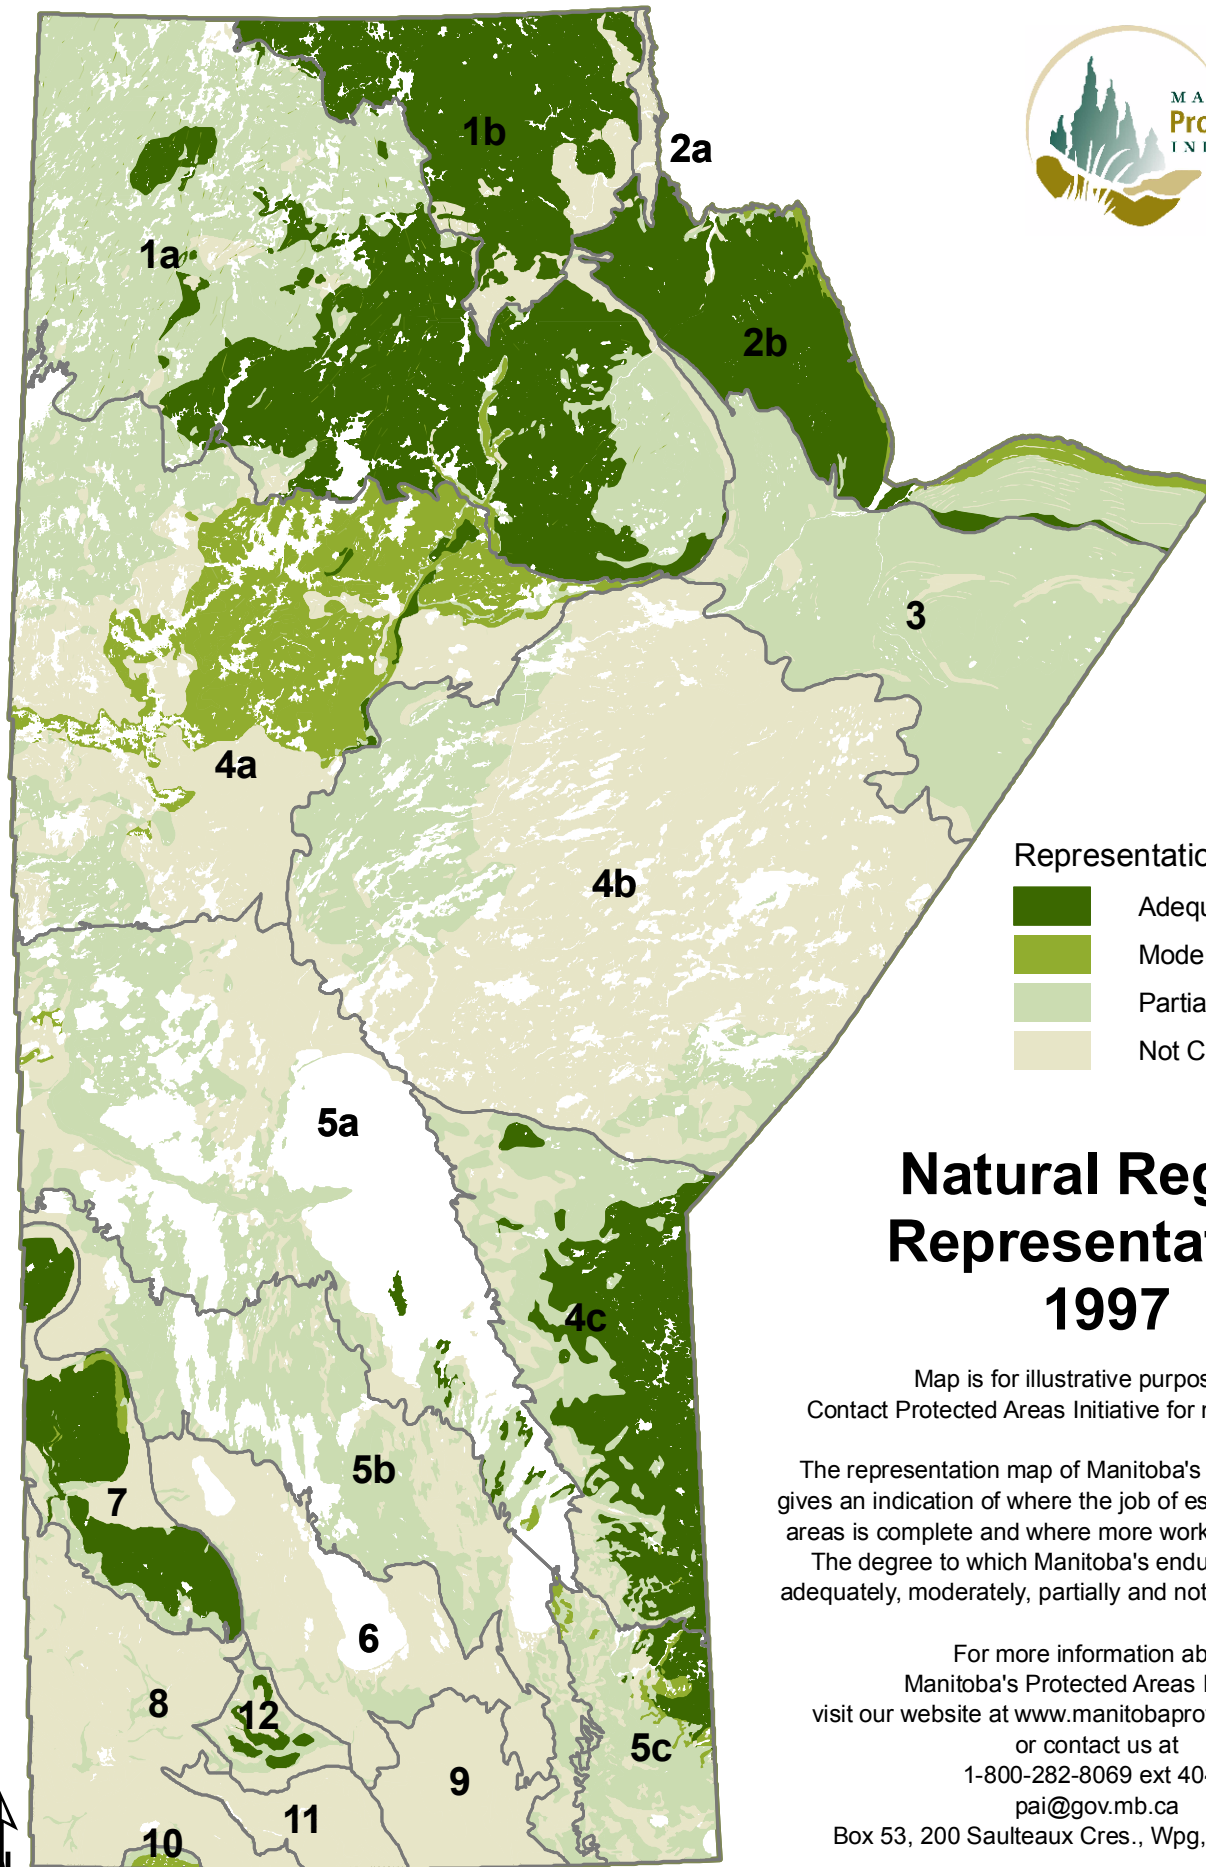 MA
Pro
INI
1b
2a
1a
2b
3
4a
4b
Representatio
Adequ
Mode
Partia
Not C
5a
Natural Reg
Representat
1997
4c
Map is for illustrative purpos
Contact Protected Areas Initiative for
5b
The representation map of Manitoba's
7
gives an indication of where the job of es
areas is complete and where more work
The degree to which Manitoba's endu
adequately, moderately, partially and not
6
For more information ab
Manitoba's Protected Areas
8
12
visit our website at www.manitobapro
5c
or contact us at
9
1-800-282-8069 ext 404
pai@gov.mb.ca
11
10
Box 53, 200 Saulteaux Cres., Wpg,